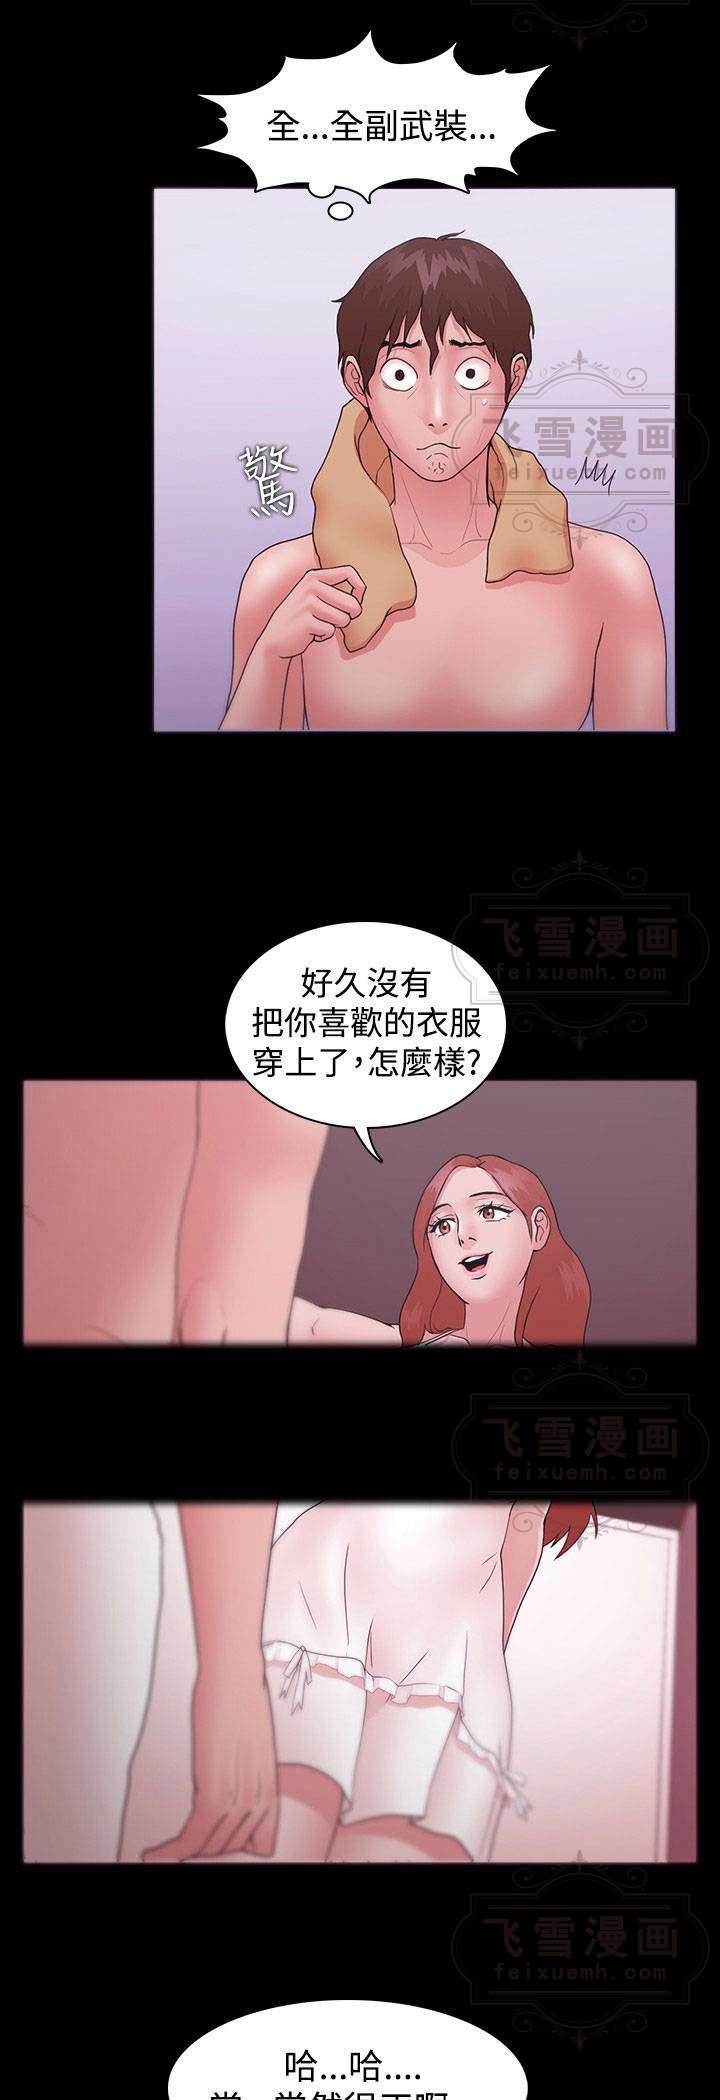 全...全副武裝...
驚
飞雪漫画
feixuemh.com
飞雪漫画
feixuemh.com
好久沒有
把你喜歡的衣服
穿上了,怎麼樣?
飞雪漫画
feixuemh.com
飞雪漫画
feixuemh.com
哈...哈....